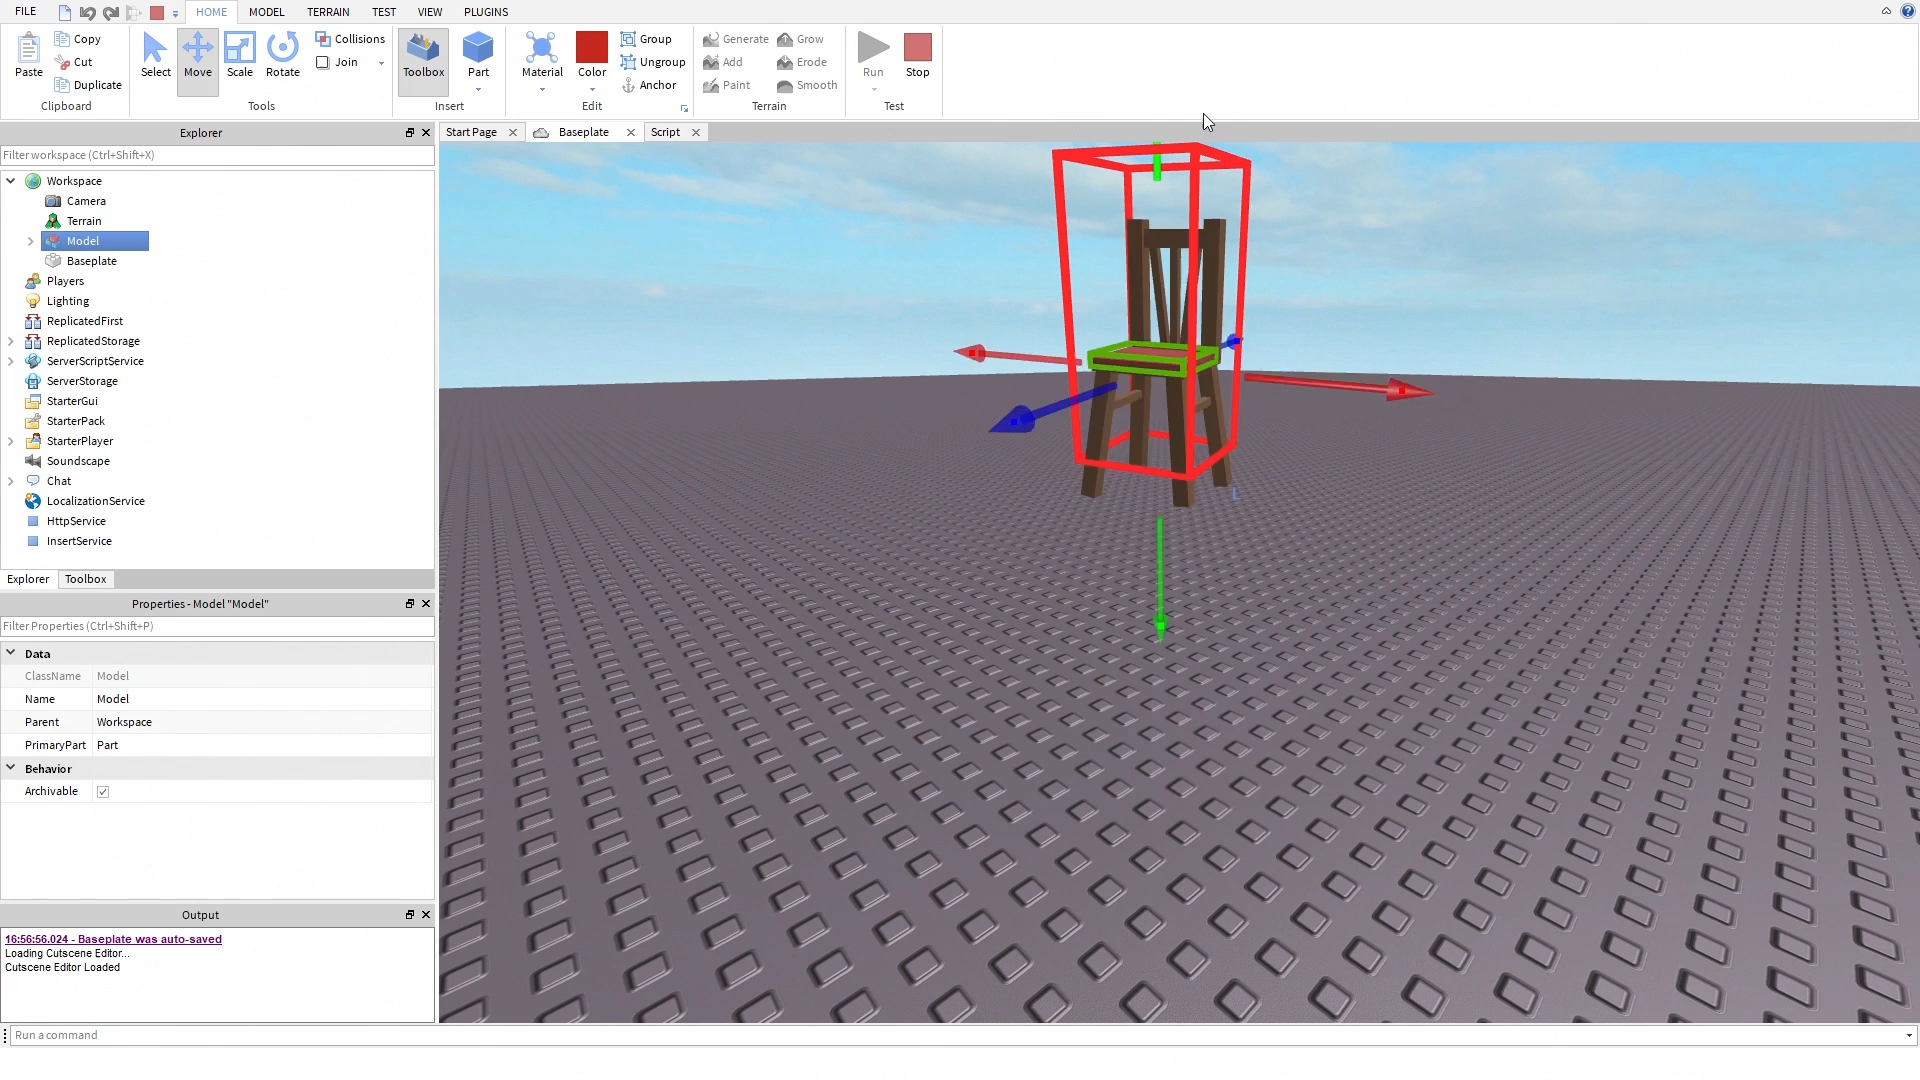 FILE HOME MODEL TERRAIN TEST VIEW PLUGINS
Paste Copy Cut Duplicate
Clipboard
Select Move Scale Rotate Collisions Join
Tools
Toolbox Part
Insert
Material Color Group Ungroup Anchor
Edit
Generate Add Paint Grow Erode Smooth
Terrain
Run Stop
Test
Explorer
Filter workspace (Ctrl+Shift+X)
Workspace
Camera
Terrain
Model
Baseplate
Players
Lighting
ReplicatedFirst
ReplicatedStorage
ServerScriptService
ServerStorage
StarterGui
StarterPack
StarterPlayer
Soundscape
Chat
LocalizationService
HttpService
InsertService
Explorer Toolbox
Properties - Model "Model"
Filter Properties (Ctrl+Shift+P)
Data
ClassName Model
Name Model
Parent Workspace
PrimaryPart Part
Behavior
Archivable
Output
16:56:56.024 - Baseplate was auto-saved
Loading Cutscene Editor...
Cutscene Editor Loaded
Start Page Baseplate Script
L
Run a command